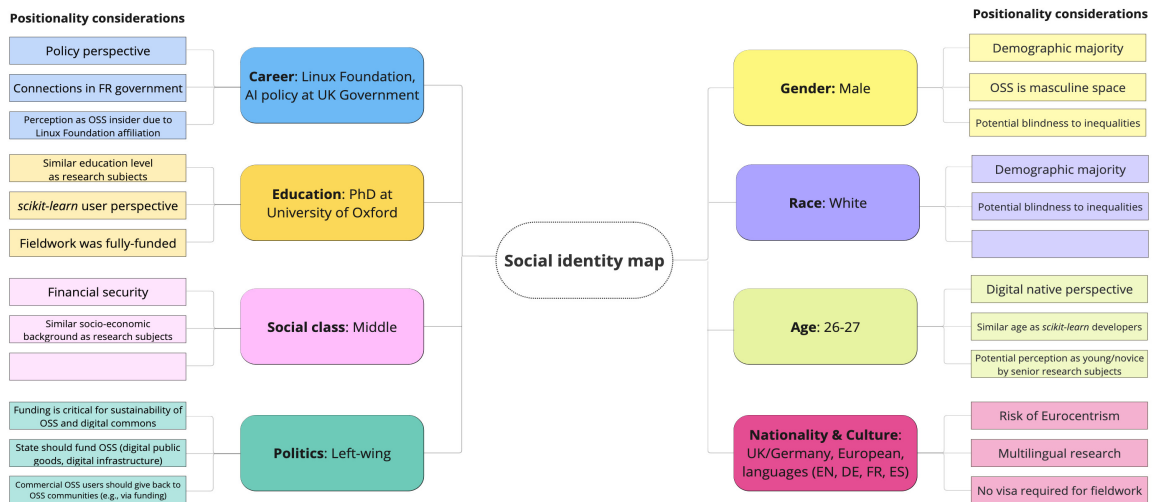 Positionality considerations
Policy perspective
Connections in FR government
Perception as OSS insider due to
Linux Foundation affiliation
Career: Linux Foundation,
AI policy at UK Government
Similar education level
as research subjects
scikit-learn user perspective
Fieldwork was fully-funded
Education: PhD at
University of Oxford
Financial security
Similar socio-economic
background as research subjects
Social class: Middle
Funding is critical for sustainability of
OSS and digital commons
State should fund OSS (digital public
goods, digital infrastructure)
Commercial OSS users should give back to
OSS communities (e.g., via funding)
Politics: Left-wing
Social identity map
Positionality considerations
Gender: Male
Demographic majority
OSS is masculine space
Potential blindness to inequalities
Race: White
Demographic majority
Potential blindness to inequalities
Age: 26-27
Digital native perspective
Similar age as scikit-learn developers
Potential perception as young/novice
by senior research subjects
Nationality & Culture:
UK/Germany, European,
languages (EN, DE, FR, ES)
Risk of Eurocentrism
Multilingual research
No visa required for fieldwork